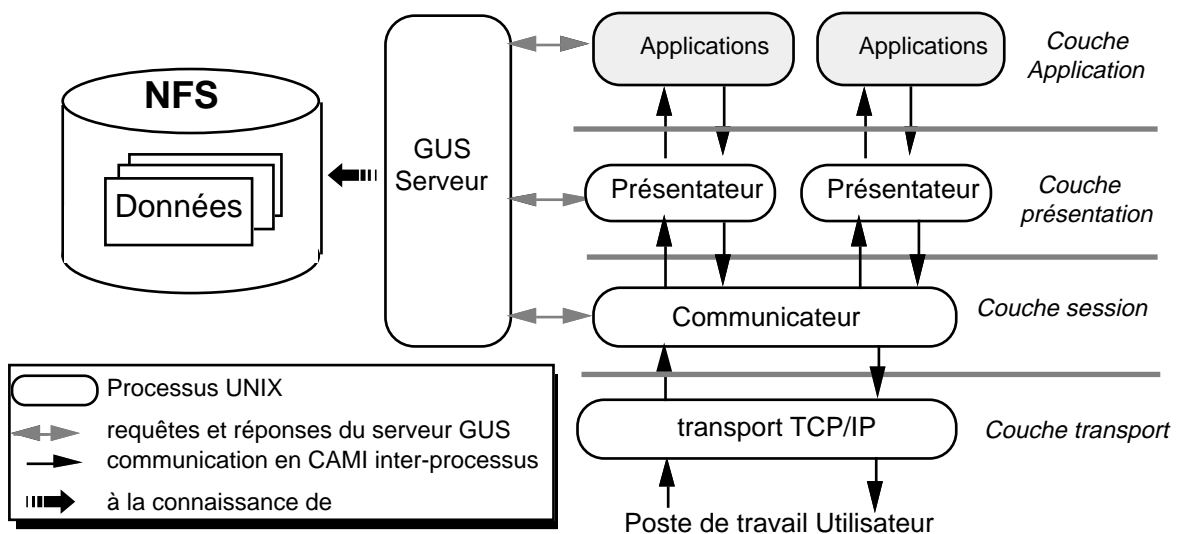 NFS
Données
GUS
Serveur
Applications
Applications
Couche
Application
Présentateur
Présentateur
Couche
présentation
Communicateur
Couche session
transport TCP/IP
Couche transport
Poste de travail Utilisateur
Processus UNIX
requêtes et réponses du serveur GUS
communication en CAMI inter-processus
à la connaissance de